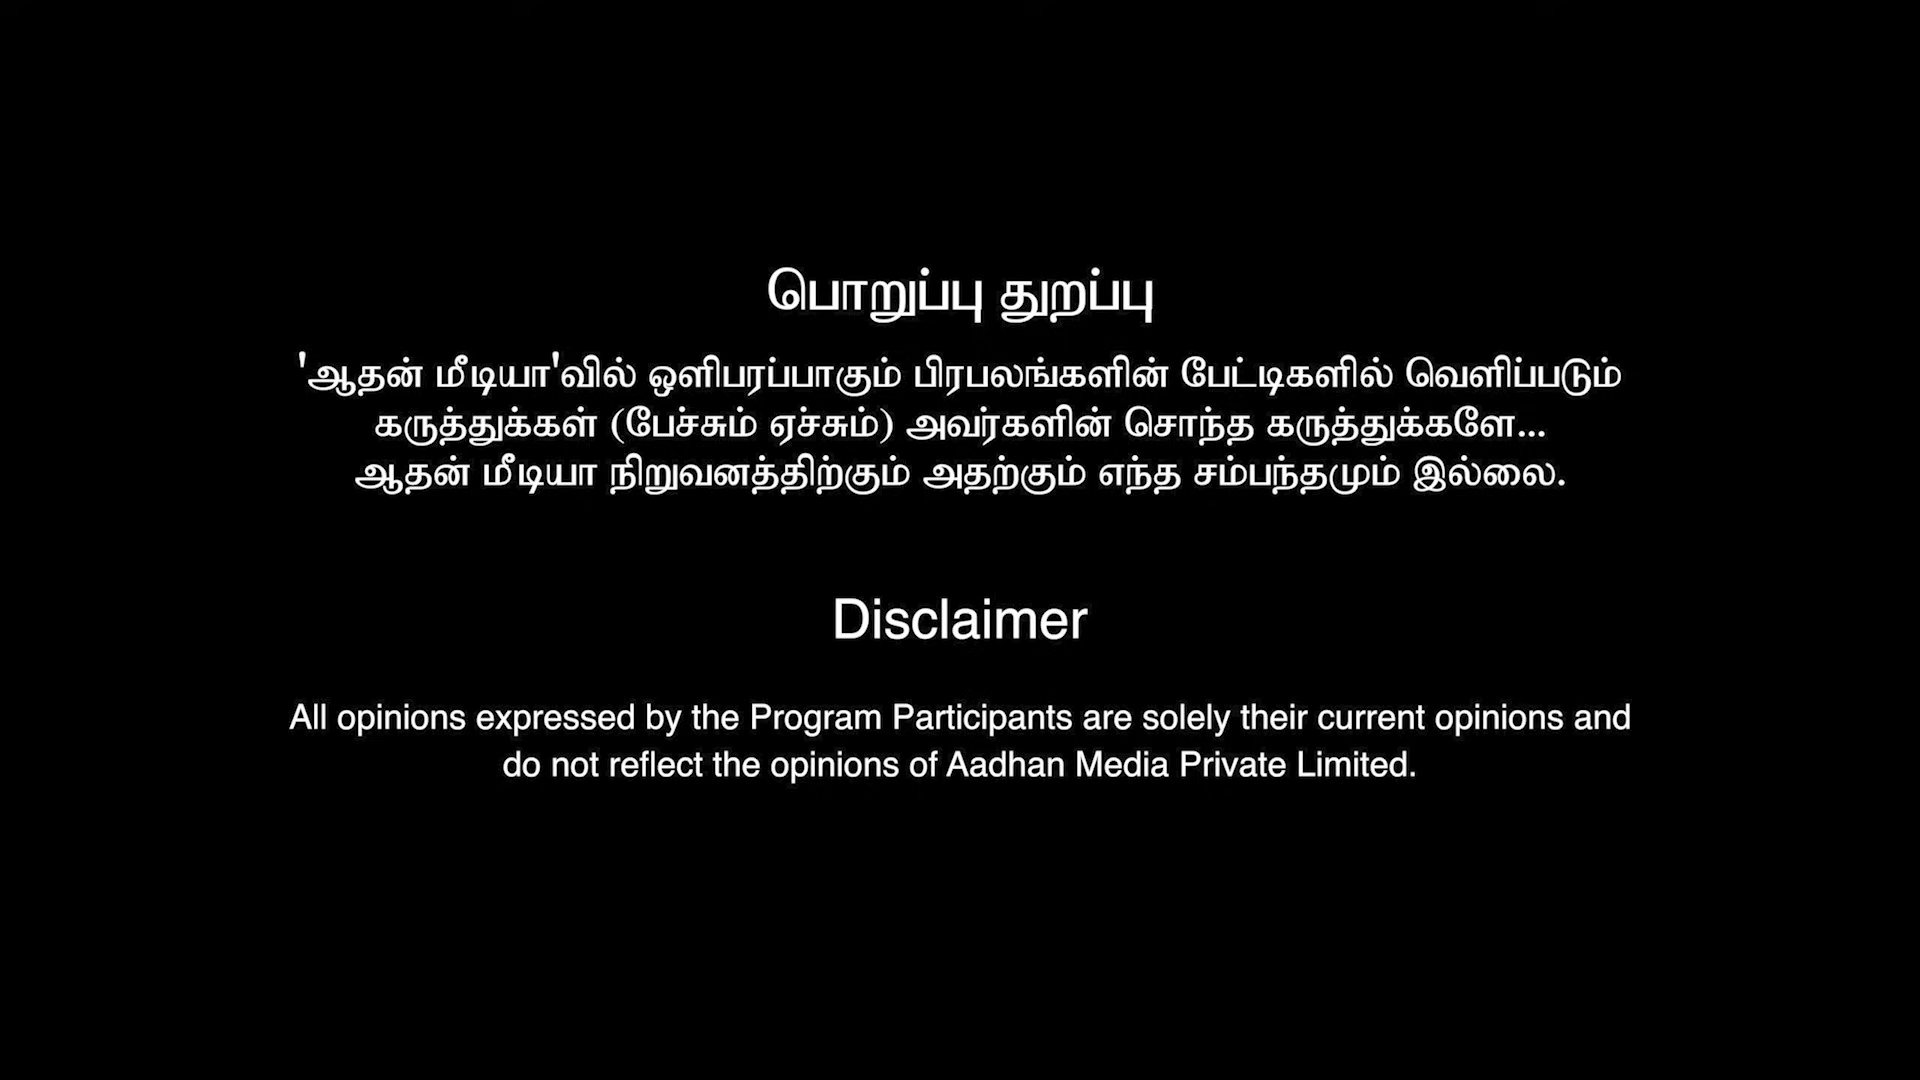 பொறுப்பு துறப்பு
'ஆதன் மீடியா'வில் ஒளிபரப்பாகும் பிரபலங்களின் பேட்டிகளில் வெளிப்படும்
கருத்துக்கள் (பேச்சும் ஏச்சும்) அவர்களின் சொந்த கருத்துக்களே...
ஆதன் மீடியா நிறுவனத்திற்கும் அதற்கும் எந்த சம்பந்தமும் இல்லை.
Disclaimer
All opinions expressed by the Program Participants are solely their current opinions and
do not reflect the opinions of Aadhan Media Private Limited.